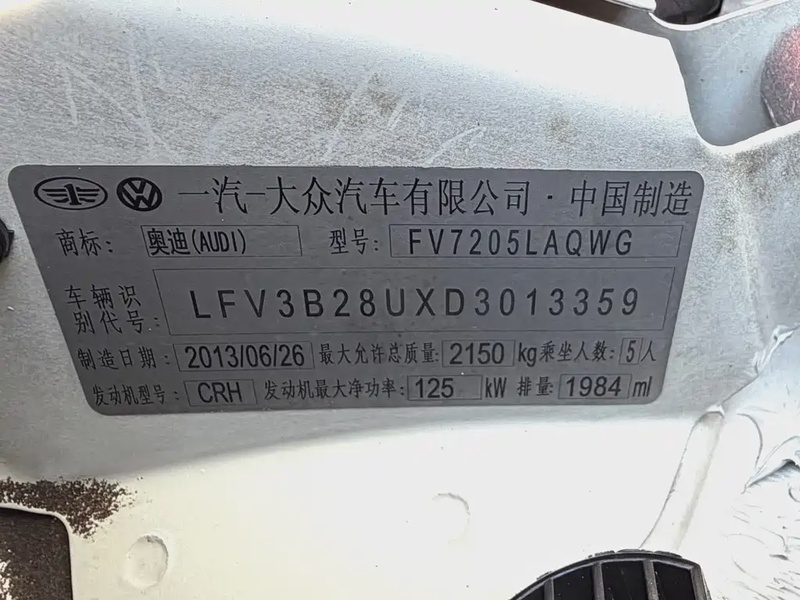 一汽-大众汽车有限公司·中国制造
商标: 奥迪(AUDI) 型号: FV7205LAQWG
车辆识别代号: LFV3B28UXD3013359
制造日期: 2013/06/26 最大允许总质量: 2150 kg 乘坐人数: 5 人
发动机型号: CRH 发动机最大净功率: 125 kW 排量 1984 ml